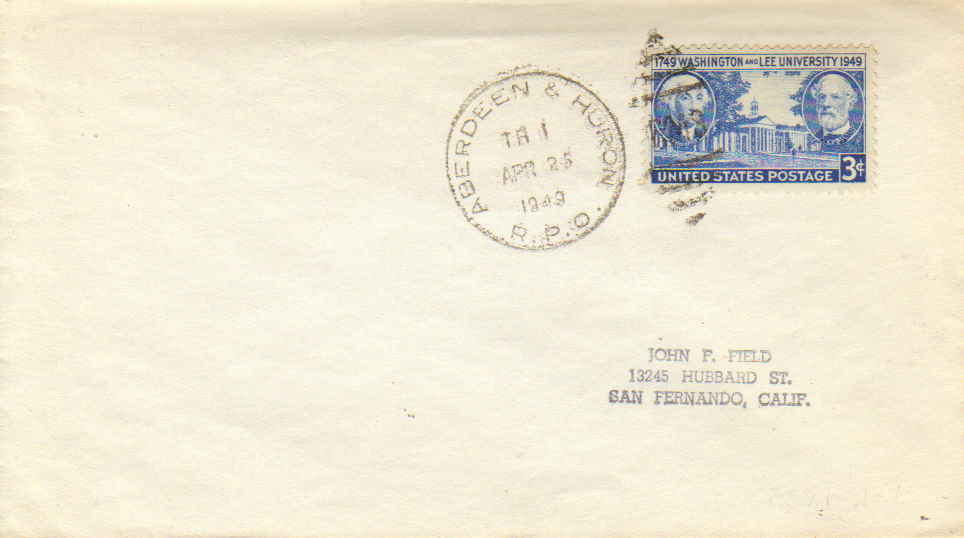 ABERDEEN & HURON
TR 1
APR 25
1949
R.P.O.
1749 WASHINGTON AND LEE UNIVERSITY 1949
UNITED STATES POSTAGE 3¢
JOHN F. FIELD
13245 HUBBARD ST.
SAN FERNANDO, CALIF.